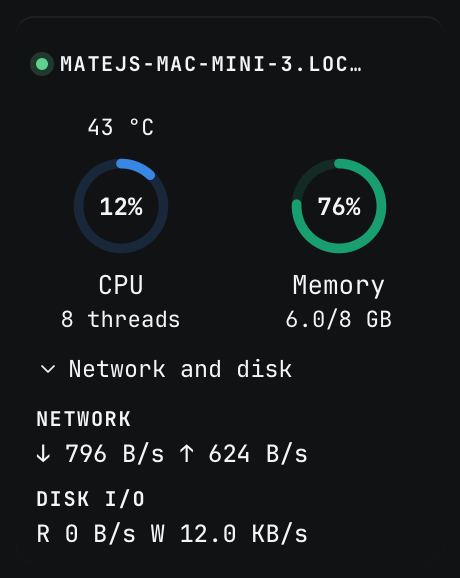 MATEJS-MAC-MINI-3.LOC…
43 °C
12% 76%
CPU Memory
8 threads 6.0/8 GB
Network and disk
NETWORK
↓ 796 B/s ↑ 624 B/s
DISK I/O
R 0 B/s W 12.0 KB/s